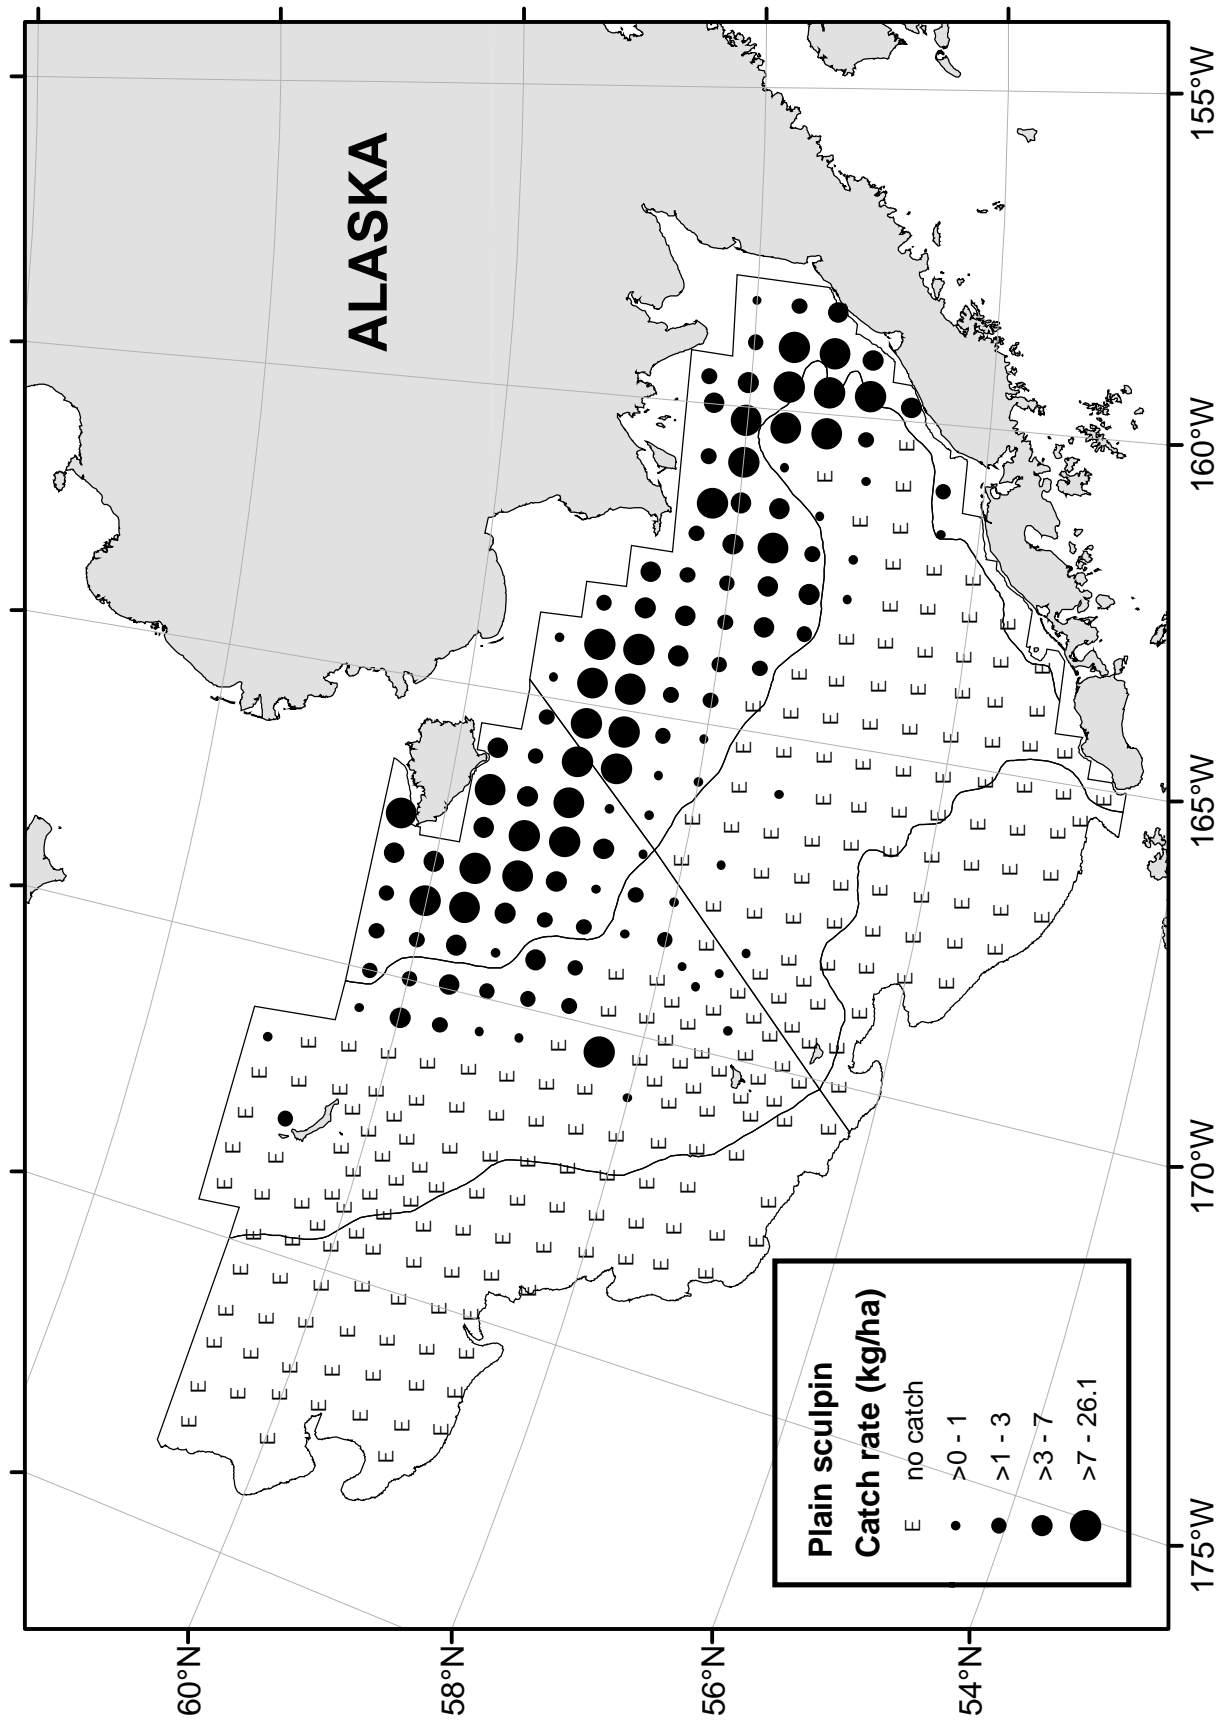 ALASKA
60°N
58°N
56°N
54°N
155°W
160°W
165°W
170°W
175°W
Plain sculpin
Catch rate (kg/ha)
E no catch
>0 - 1
>1 - 3
>3 - 7
>7 - 26.1